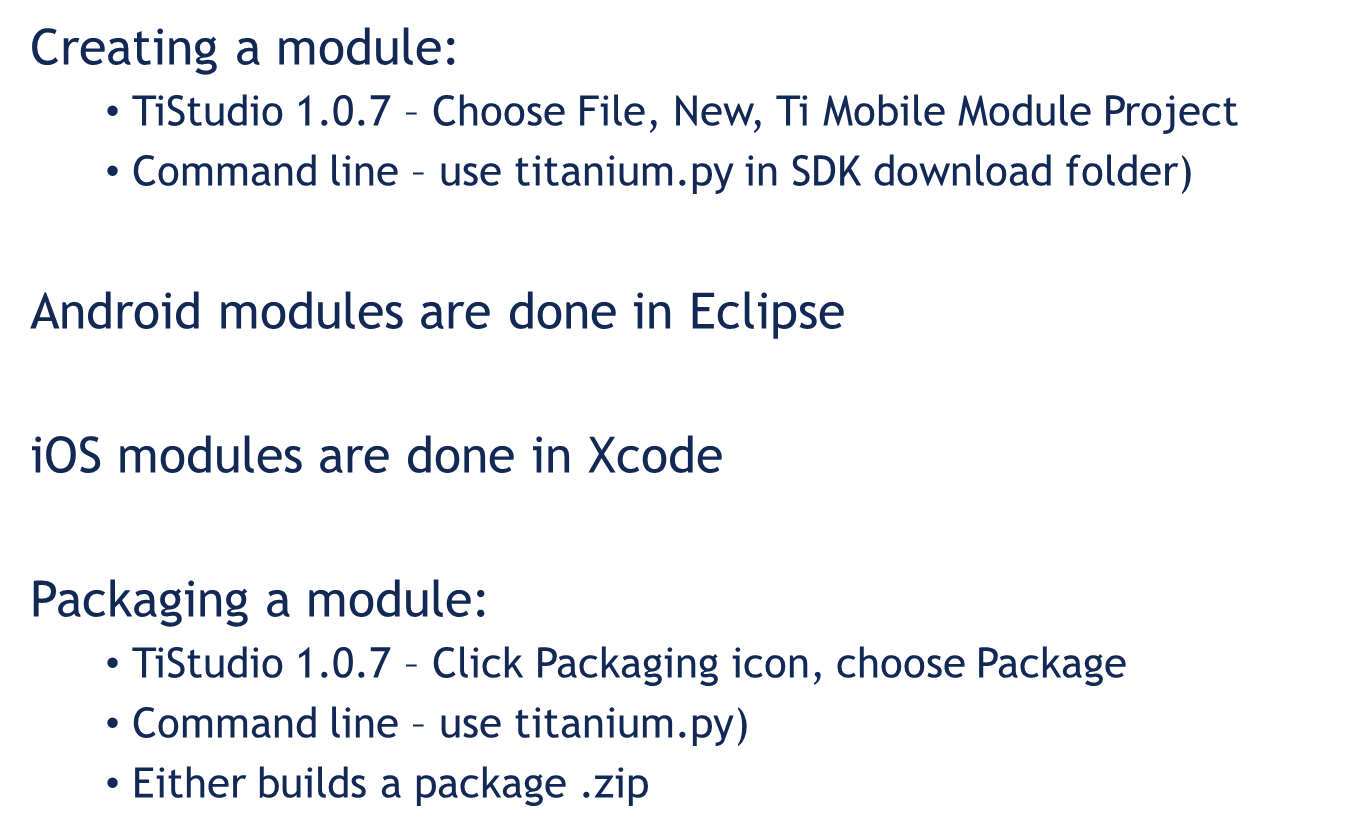 Creating a module:
• TiStudio 1.0.7 – Choose File, New, Ti Mobile Module Project
• Command line – use titanium.py in SDK download folder)
Android modules are done in Eclipse
iOS modules are done in Xcode
Packaging a module:
• TiStudio 1.0.7 – Click Packaging icon, choose Package
• Command line – use titanium.py)
• Either builds a package .zip